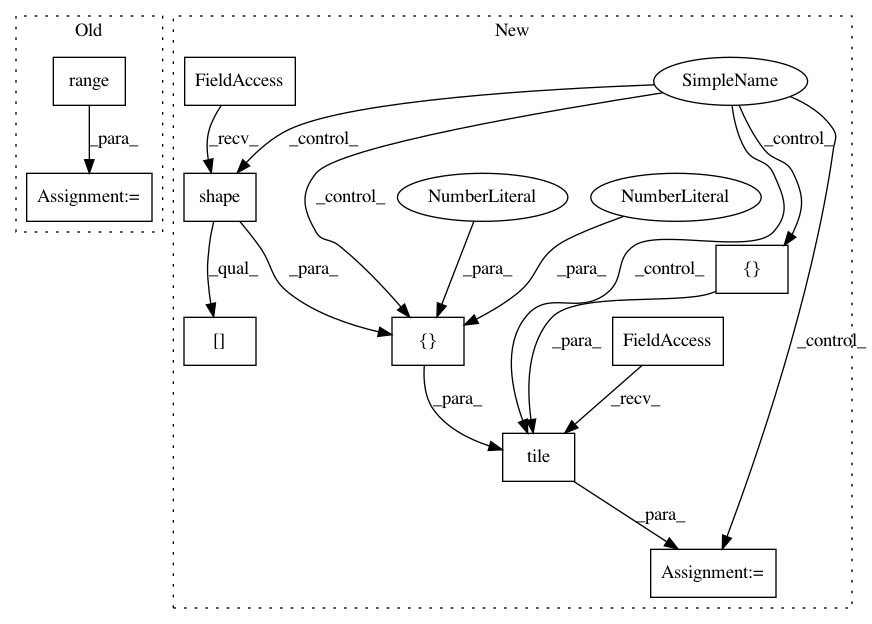 Old
New
range
FieldAccess
SimpleName
_para_
_recv_
_control_
_control_
Assignment:=
shape
_control_
NumberLiteral
NumberLiteral
_qual_
_para_
_para_
_para_
_control_
{}
[]
{}
_para_
FieldAccess
_control_
_para_
_recv_
tile
_para_
Assignment:=